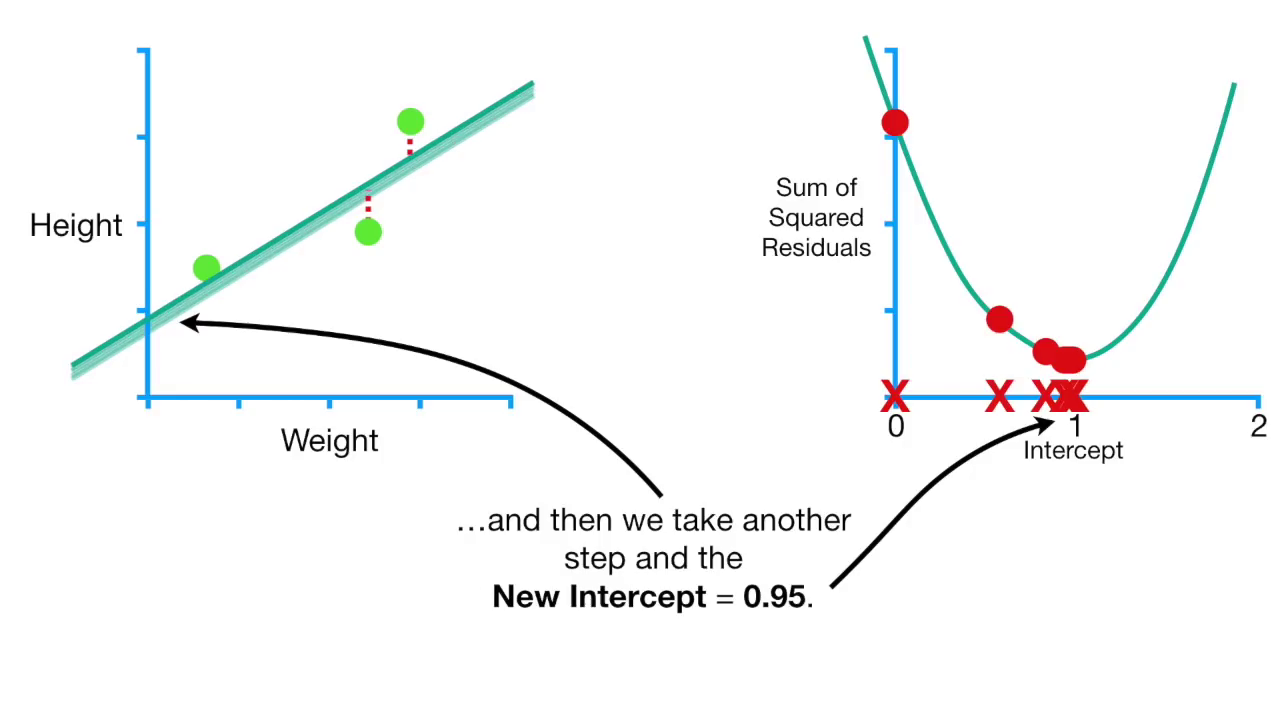 Height
Weight
Sum of
Squared
Residuals
X X X X X X
0 1 2
Intercept
…and then we take another
step and the
New Intercept = 0.95.